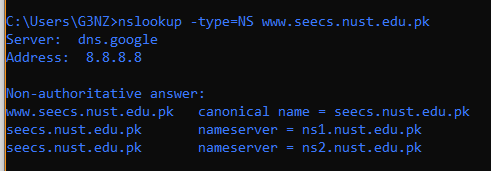 C:\Users\G3NZ>nslookup -type=NS www.seecs.nust.edu.pk
Server:  dns.google
Address:  8.8.8.8
Non-authoritative answer:
www.seecs.nust.edu.pk   canonical name = seecs.nust.edu.pk
seecs.nust.edu.pk       nameserver = ns1.nust.edu.pk
seecs.nust.edu.pk       nameserver = ns2.nust.edu.pk